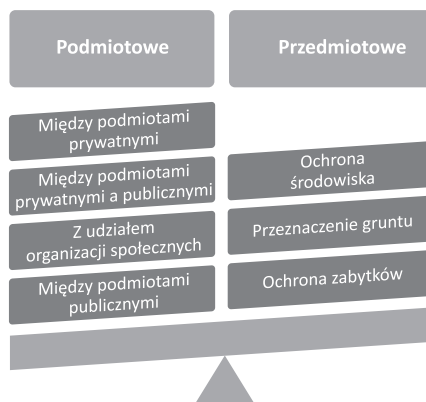 Podmiotowe
Przedmiotowe
Między podmiotami
prywatnymi
Między podmiotami
prywatnymi a publicznymi
Z udziałem
organizacji społecznych
Między podmiotami
publicznymi
Ochrona
środowiska
Przeznaczenie gruntu
Ochrona zabytków